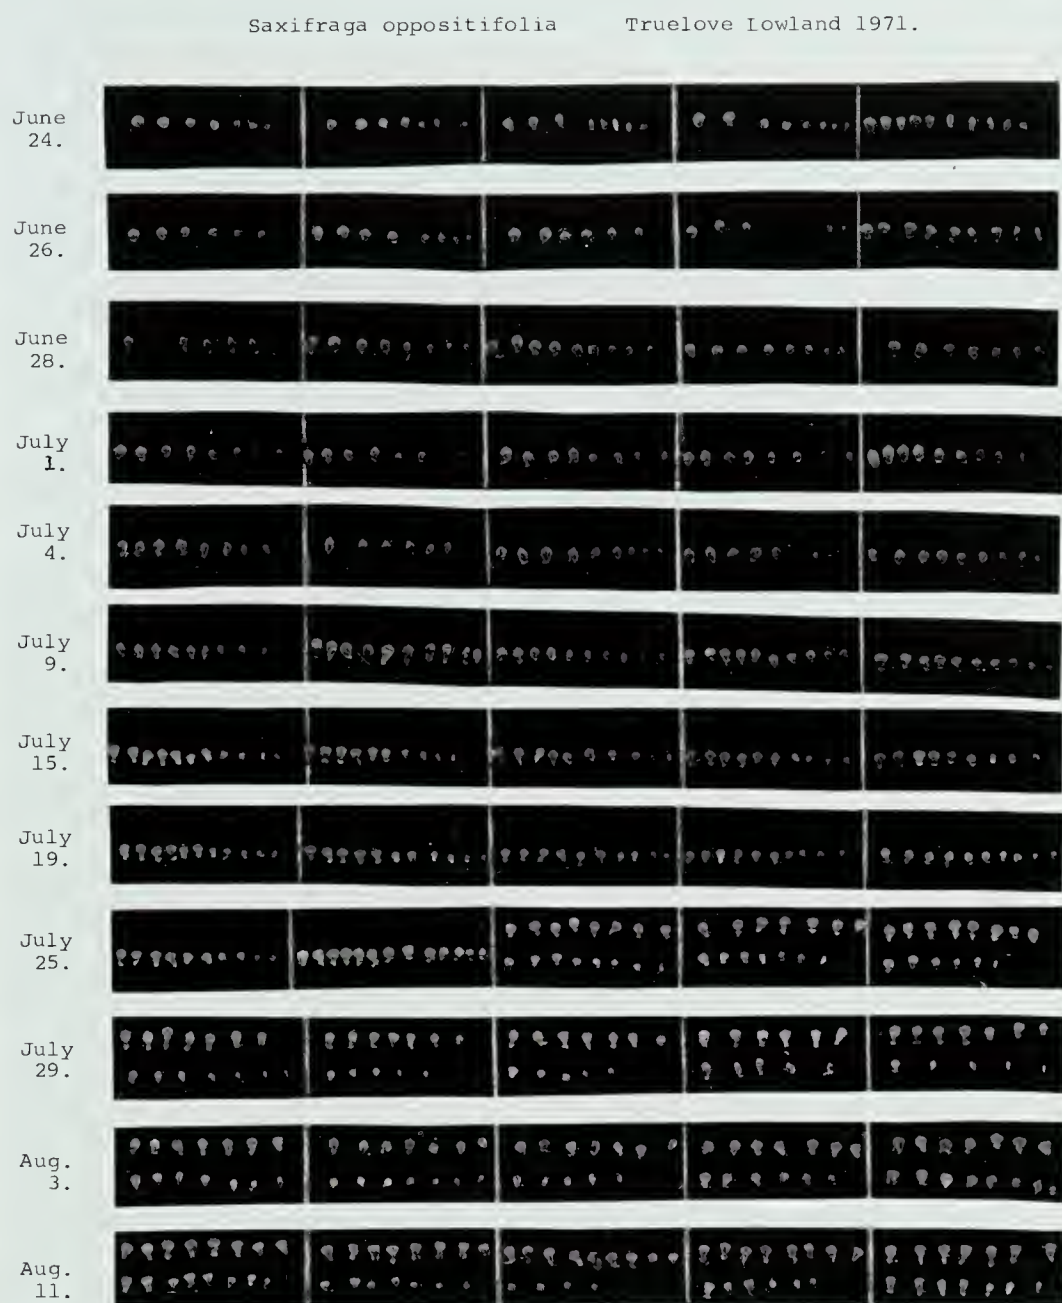 Saxifraga oppositifolia Truelove Lowland 1971.
June
24.
June
26.
June
28.
July
1.
July
4.
July
9.
July
15.
July
19.
July
25.
July
29.
Aug.
3.
Aug.
11.